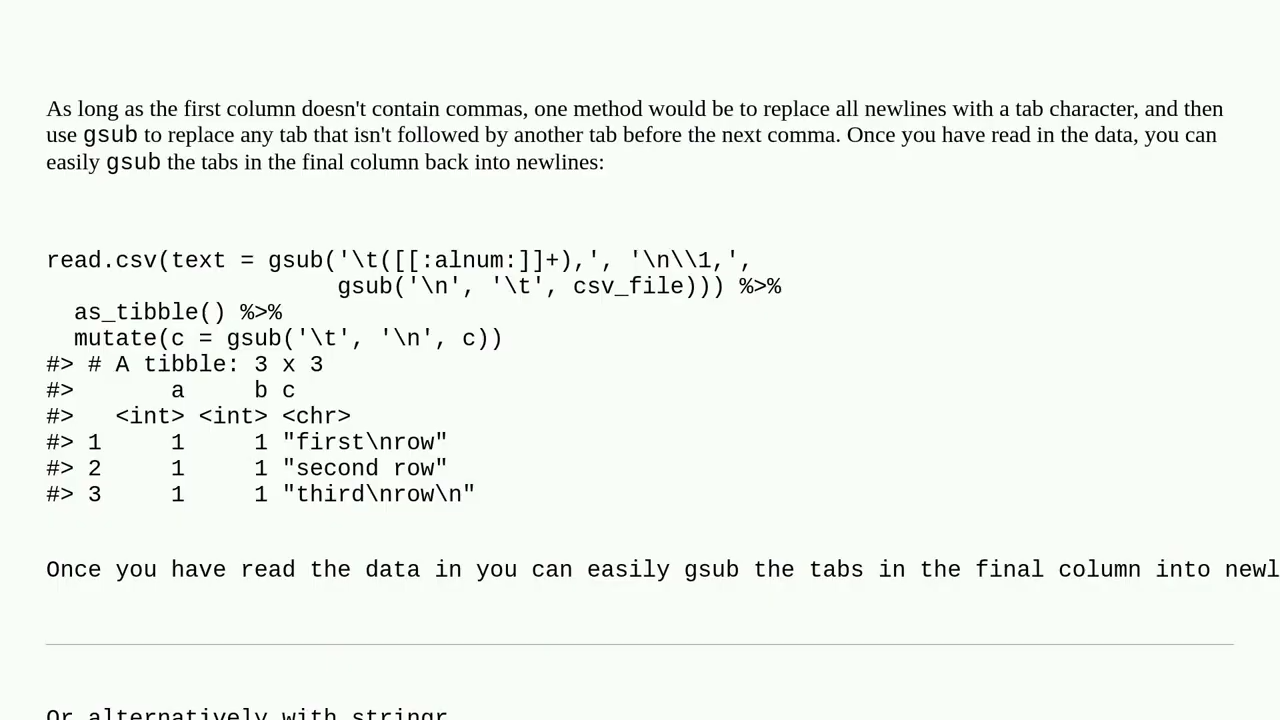 As long as the first column doesn't contain commas, one method would be to replace all newlines with a tab character, and then
use gsub to replace any tab that isn't followed by another tab before the next comma. Once you have read in the data, you can
easily gsub the tabs in the final column back into newlines:
read.csv(text = gsub('\t([[:alnum:]]+),', '\n\\1,',
                     gsub('\n', '\t', csv_file))) %>%
  as_tibble() %>%
  mutate(c = gsub('\t', '\n', c))
#> # A tibble: 3 x 3
#>       a     b c
#>   <int> <int> <chr>
#> 1     1     1 "first\nrow"
#> 2     1     1 "second row"
#> 3     1     1 "third\nrow\n"
Once you have read the data in you can easily gsub the tabs in the final column into newl
Or alternatively with stringr